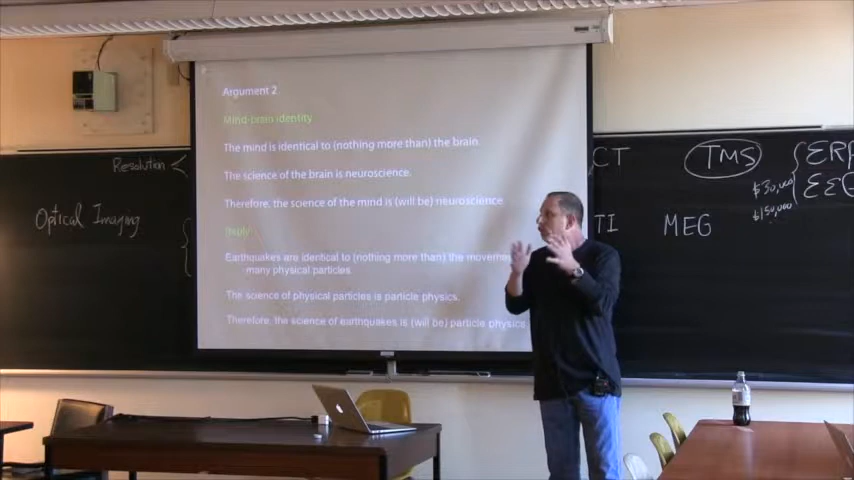 Argument 2
Mind-brain identity
The mind is identical to (nothing more than) the brain.
The science of the brain is neuroscience.
Therefore, the science of the mind is (will be) neuroscience
Reply
Earthquakes are identical to (nothing more than) the
many physical particles.
The science of physical particles is particle physics.
Therefore, the science of earthquakes is (will be) particle physics
Resolution
Optical Imaging
CT
TMS
ERP
EEG
$30,000
$150,000
TI
MEG